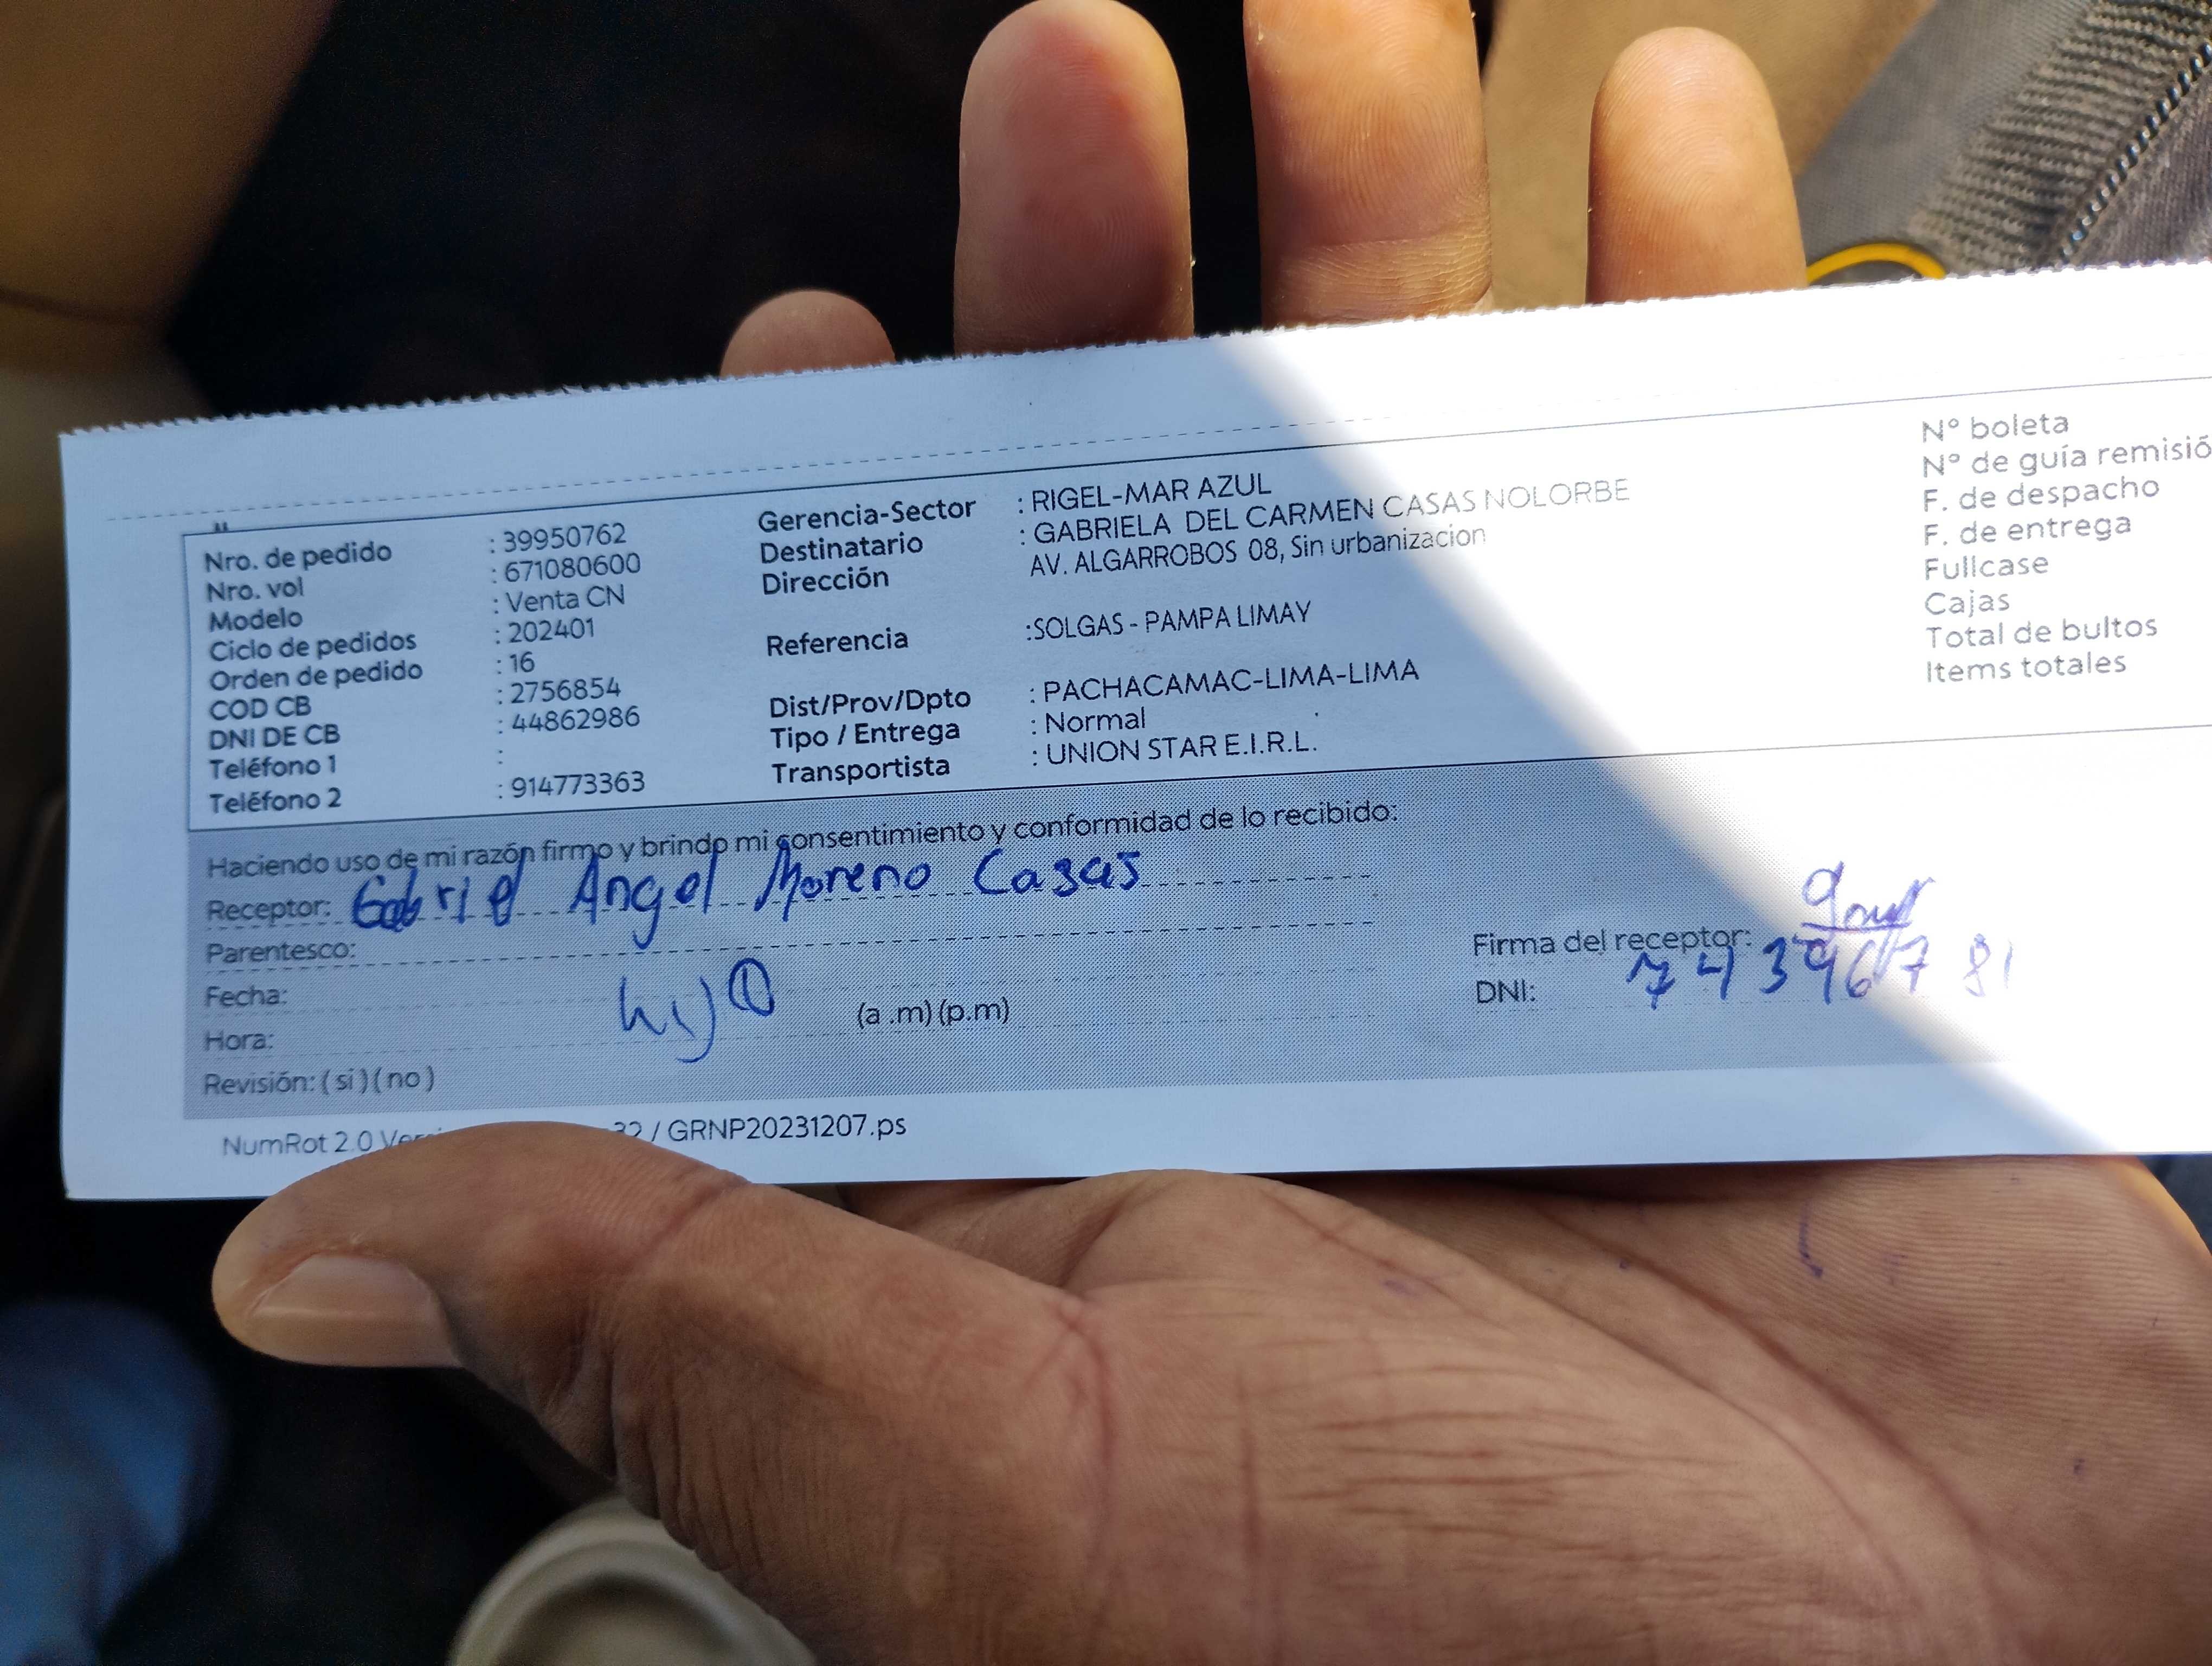 Nro. de pedido : 39950762
Nro. vol : 671080600
Modelo : Venta CN
Ciclo de pedidos : 202401
Orden de pedido : 16
COD CB : 2756854
DNI DE CB : 44862986
Teléfono 1 :
Teléfono 2 : 914773363
Gerencia-Sector : RIGEL-MAR AZUL
Destinatario : GABRIELA DEL CARMEN CASAS NOLORBE
Dirección AV. ALGARROBOS 08, Sin urbanizacion
Referencia :SOLGAS - PAMPA LIMAY
Dist/Prov/Dpto : PACHACAMAC-LIMA-LIMA
Tipo / Entrega : Normal
Transportista : UNION STAR E.I.R.L.
N° boleta
N° de guía remisió
F. de despacho
F. de entrega
Fullcase
Cajas
Total de bultos
Items totales
Haciendo uso de mi razón firmo y brindo mi consentimiento y conformidad de lo recibido:
Receptor: Gabriel Angel Moreno Casas
Parentesco:
Fecha: hijo
Hora: (a .m) (p.m)
Revisión: ( si ) ( no )
Firma del receptor:
DNI:
NumRot 2.0 / GRNP20231207.ps